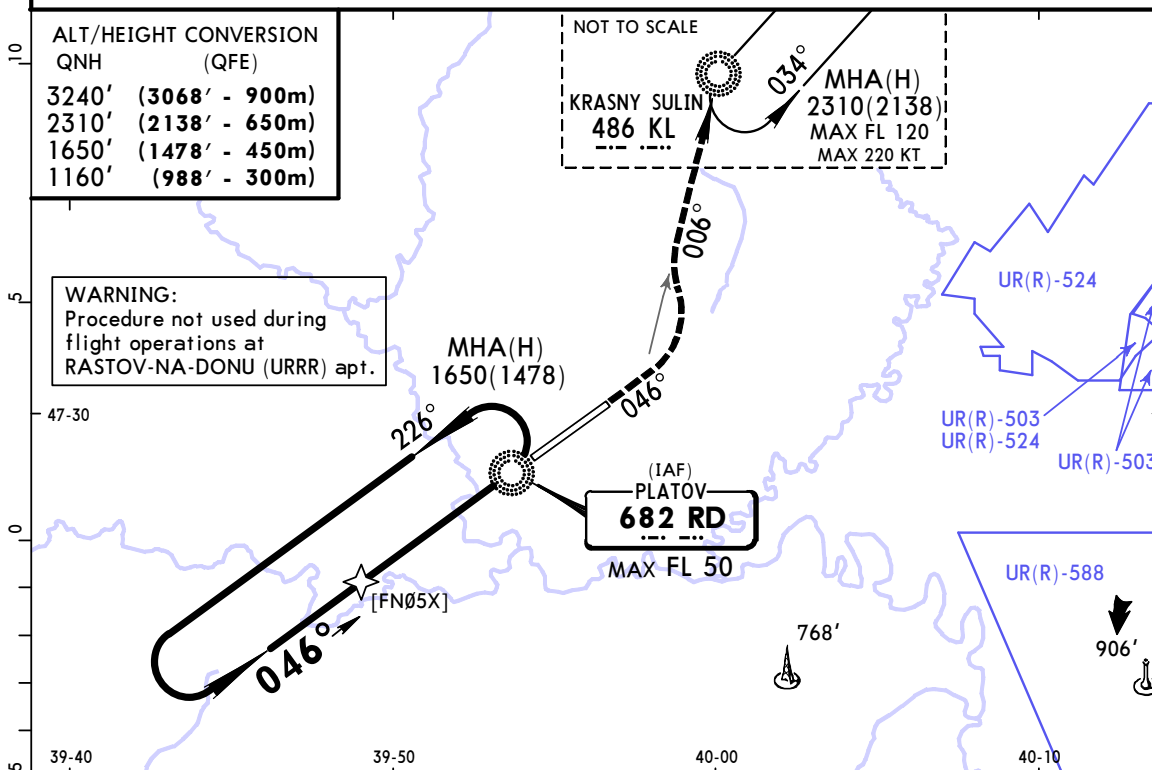 ALT/HEIGHT CONVERSION
QNH (QFE)
3240' (3068' - 900m)
2310' (2138' - 650m)
1650' (1478' - 450m)
1160' (988' - 300m)
NOT TO SCALE
KRASNY SULIN
486 KL
034°
MHA(H)
2310(2138)
MAX FL 120
MAX 220 KT
006°
WARNING:
Procedure not used during
flight operations at
RASTOV-NA-DONU (URRR) apt.
MHA(H)
1650(1478)
226°
046°
(IAF)
PLATOV
682 RD
MAX FL 50
[FNØ5X]
046°
UR(R)-524
UR(R)-503
UR(R)-524
UR(R)-503
UR(R)-588
768'
906'
10
5
47-30
0
5
39-40
39-50
40-00
40-10